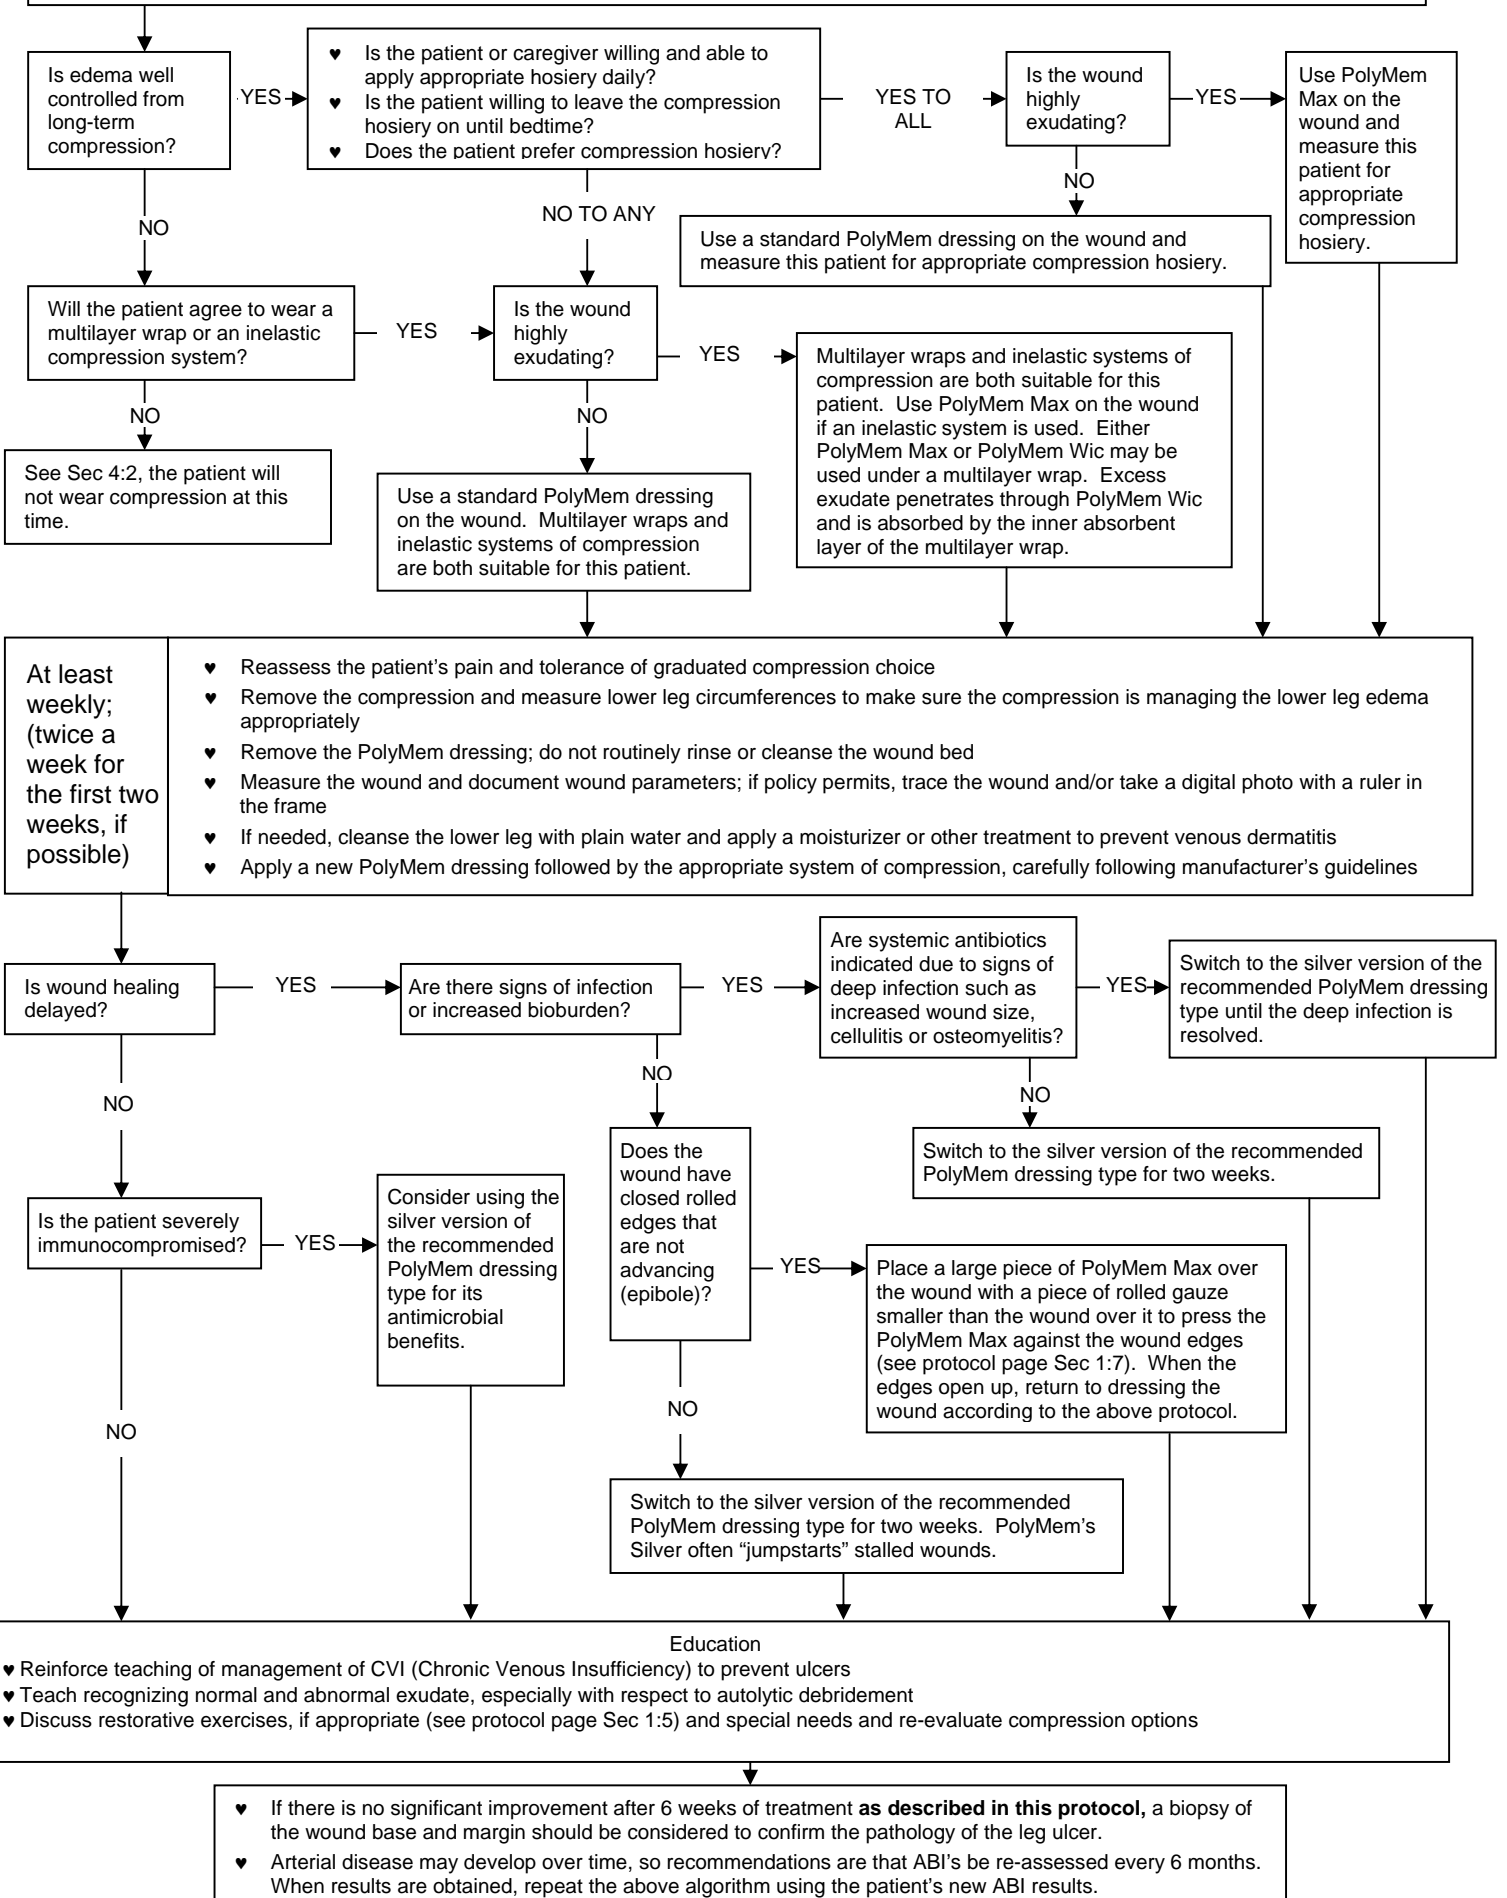 Is edema well
controlled from
long-term
compression?
YES
♥ Is the patient or caregiver willing and able to
apply appropriate hosiery daily?
♥ Is the patient willing to leave the compression
hosiery on until bedtime?
♥ Does the patient prefer compression hosiery?
YES TO
ALL
Is the wound
highly
exudating?
YES
Use PolyMem
Max on the
wound and
measure this
patient for
appropriate
compression
hosiery.
NO
NO TO ANY
NO
Use a standard PolyMem dressing on the wound and
measure this patient for appropriate compression hosiery.
Will the patient agree to wear a
multilayer wrap or an inelastic
compression system?
YES
Is the wound
highly
exudating?
YES
Multilayer wraps and inelastic systems of
compression are both suitable for this
patient. Use PolyMem Max on the wound
if an inelastic system is used. Either
PolyMem Max or PolyMem Wic may be
used under a multilayer wrap. Excess
exudate penetrates through PolyMem Wic
and is absorbed by the inner absorbent
layer of the multilayer wrap.
NO
NO
See Sec 4:2, the patient will
not wear compression at this
time.
Use a standard PolyMem dressing
on the wound. Multilayer wraps and
inelastic systems of compression
are both suitable for this patient.
At least
weekly;
(twice a
week for
the first two
weeks, if
possible)
♥ Reassess the patient's pain and tolerance of graduated compression choice
♥ Remove the compression and measure lower leg circumferences to make sure the compression is managing the lower leg edema
appropriately
♥ Remove the PolyMem dressing; do not routinely rinse or cleanse the wound bed
♥ Measure the wound and document wound parameters; if policy permits, trace the wound and/or take a digital photo with a ruler in
the frame
♥ If needed, cleanse the lower leg with plain water and apply a moisturizer or other treatment to prevent venous dermatitis
♥ Apply a new PolyMem dressing followed by the appropriate system of compression, carefully following manufacturer's guidelines
Is wound healing
delayed?
YES
Are there signs of infection
or increased bioburden?
YES
Are systemic antibiotics
indicated due to signs of
deep infection such as
increased wound size,
cellulitis or osteomyelitis?
YES
Switch to the silver version of the
recommended PolyMem dressing
type until the deep infection is
resolved.
NO
NO
NO
Switch to the silver version of the recommended
PolyMem dressing type for two weeks.
Is the patient severely
immunocompromised?
YES
Consider using the
silver version of
the recommended
PolyMem dressing
type for its
antimicrobial
benefits.
Does the
wound have
closed rolled
edges that
are not
advancing
(epibole)?
YES
Place a large piece of PolyMem Max over
the wound with a piece of rolled gauze
smaller than the wound over it to press the
PolyMem Max against the wound edges
(see protocol page Sec 1:7). When the
edges open up, return to dressing the
wound according to the above protocol.
NO
NO
Switch to the silver version of the recommended
PolyMem dressing type for two weeks. PolyMem's
Silver often “jumpstarts” stalled wounds.
Education
♥ Reinforce teaching of management of CVI (Chronic Venous Insufficiency) to prevent ulcers
♥ Teach recognizing normal and abnormal exudate, especially with respect to autolytic debridement
♥ Discuss restorative exercises, if appropriate (see protocol page Sec 1:5) and special needs and re-evaluate compression options
♥ If there is no significant improvement after 6 weeks of treatment as described in this protocol, a biopsy of
the wound base and margin should be considered to confirm the pathology of the leg ulcer.
♥ Arterial disease may develop over time, so recommendations are that ABI's be re-assessed every 6 months.
When results are obtained, repeat the above algorithm using the patient's new ABI results.